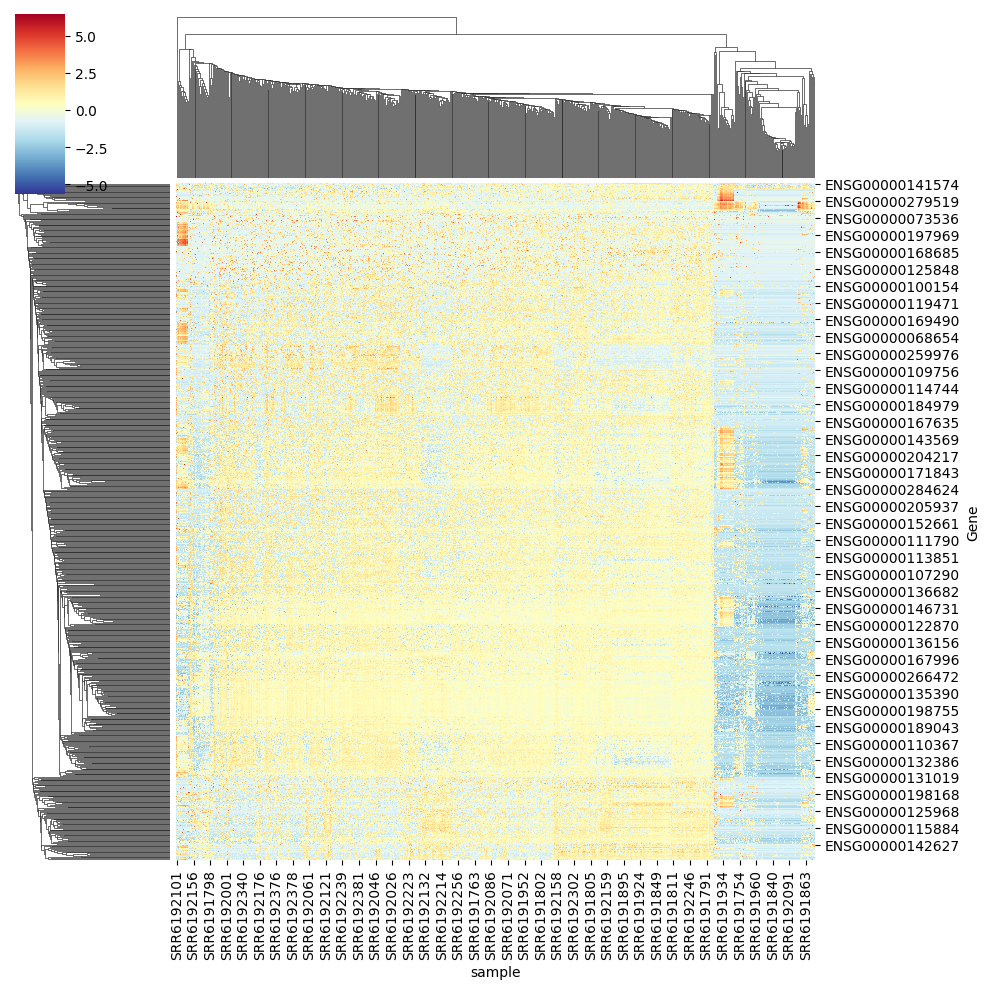 5.0
2.5
0.0
−2.5
−5.0
ENSG00000141574
ENSG00000279519
ENSG00000073536
ENSG00000197969
ENSG00000168685
ENSG00000125848
ENSG00000100154
ENSG00000119471
ENSG00000169490
ENSG00000068654
ENSG00000259976
ENSG00000109756
ENSG00000114744
ENSG00000184979
ENSG00000167635
ENSG00000143569
ENSG00000204217
ENSG00000171843
ENSG00000284624
ENSG00000205937
ENSG00000152661
ENSG00000111790
ENSG00000113851
ENSG00000107290
ENSG00000136682
ENSG00000146731
ENSG00000122870
ENSG00000136156
ENSG00000167996
ENSG00000266472
ENSG00000135390
ENSG00000198755
ENSG00000189043
ENSG00000110367
ENSG00000132386
ENSG00000131019
ENSG00000198168
ENSG00000125968
ENSG00000115884
ENSG00000142627
Gene
SRR6192101
SRR6192156
SRR6191798
SRR6192001
SRR6192340
SRR6192176
SRR6192376
SRR6192378
SRR6192061
SRR6192121
SRR6192239
SRR6192381
SRR6192046
SRR6192026
SRR6192223
SRR6192132
SRR6192214
SRR6192256
SRR6191763
SRR6192086
SRR6192071
SRR6191952
SRR6191802
SRR6192158
SRR6192302
SRR6191805
SRR6192159
SRR6191895
SRR6191924
SRR6191849
SRR6191811
SRR6192246
SRR6191791
SRR6191934
SRR6191754
SRR6191960
SRR6191840
SRR6192091
SRR6191863
sample